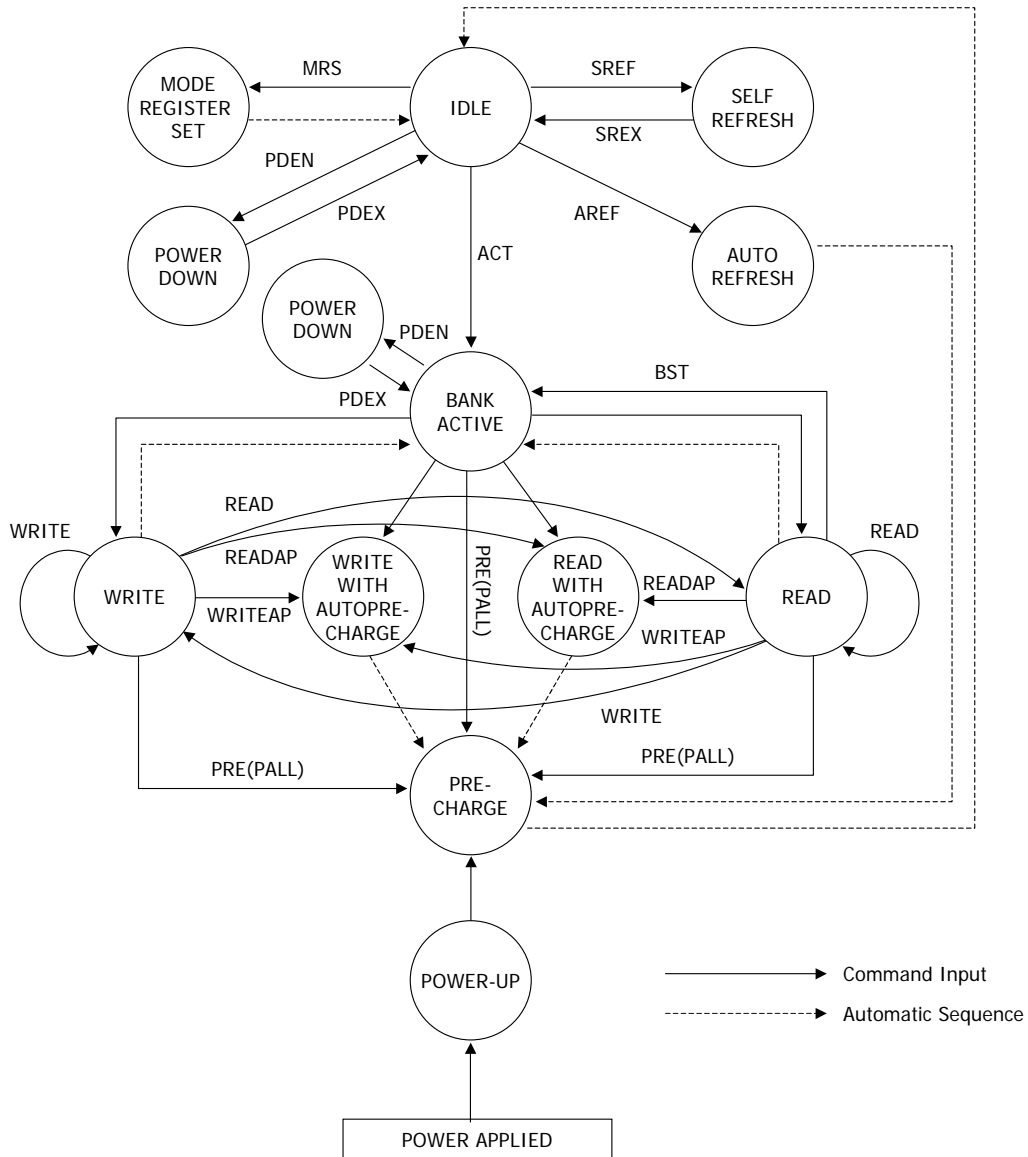 MRS
SREF
MODE
REGISTER
SET
IDLE
SELF
REFRESH
SREX
PDEN
PDEX
AREF
POWER
DOWN
ACT
AUTO
REFRESH
POWER
DOWN
PDEN
PDEX
BST
BANK
ACTIVE
READ
WRITE
READ
READAP
WRITE
WRITEAP
WRITE
WITH
AUTOPRE-
CHARGE
PRE(PALL)
READ
WITH
AUTOPRE-
CHARGE
READAP
WRITEAP
READ
WRITE
PRE(PALL)
PRE(PALL)
PRE-
CHARGE
POWER-UP
Command Input
Automatic Sequence
POWER APPLIED